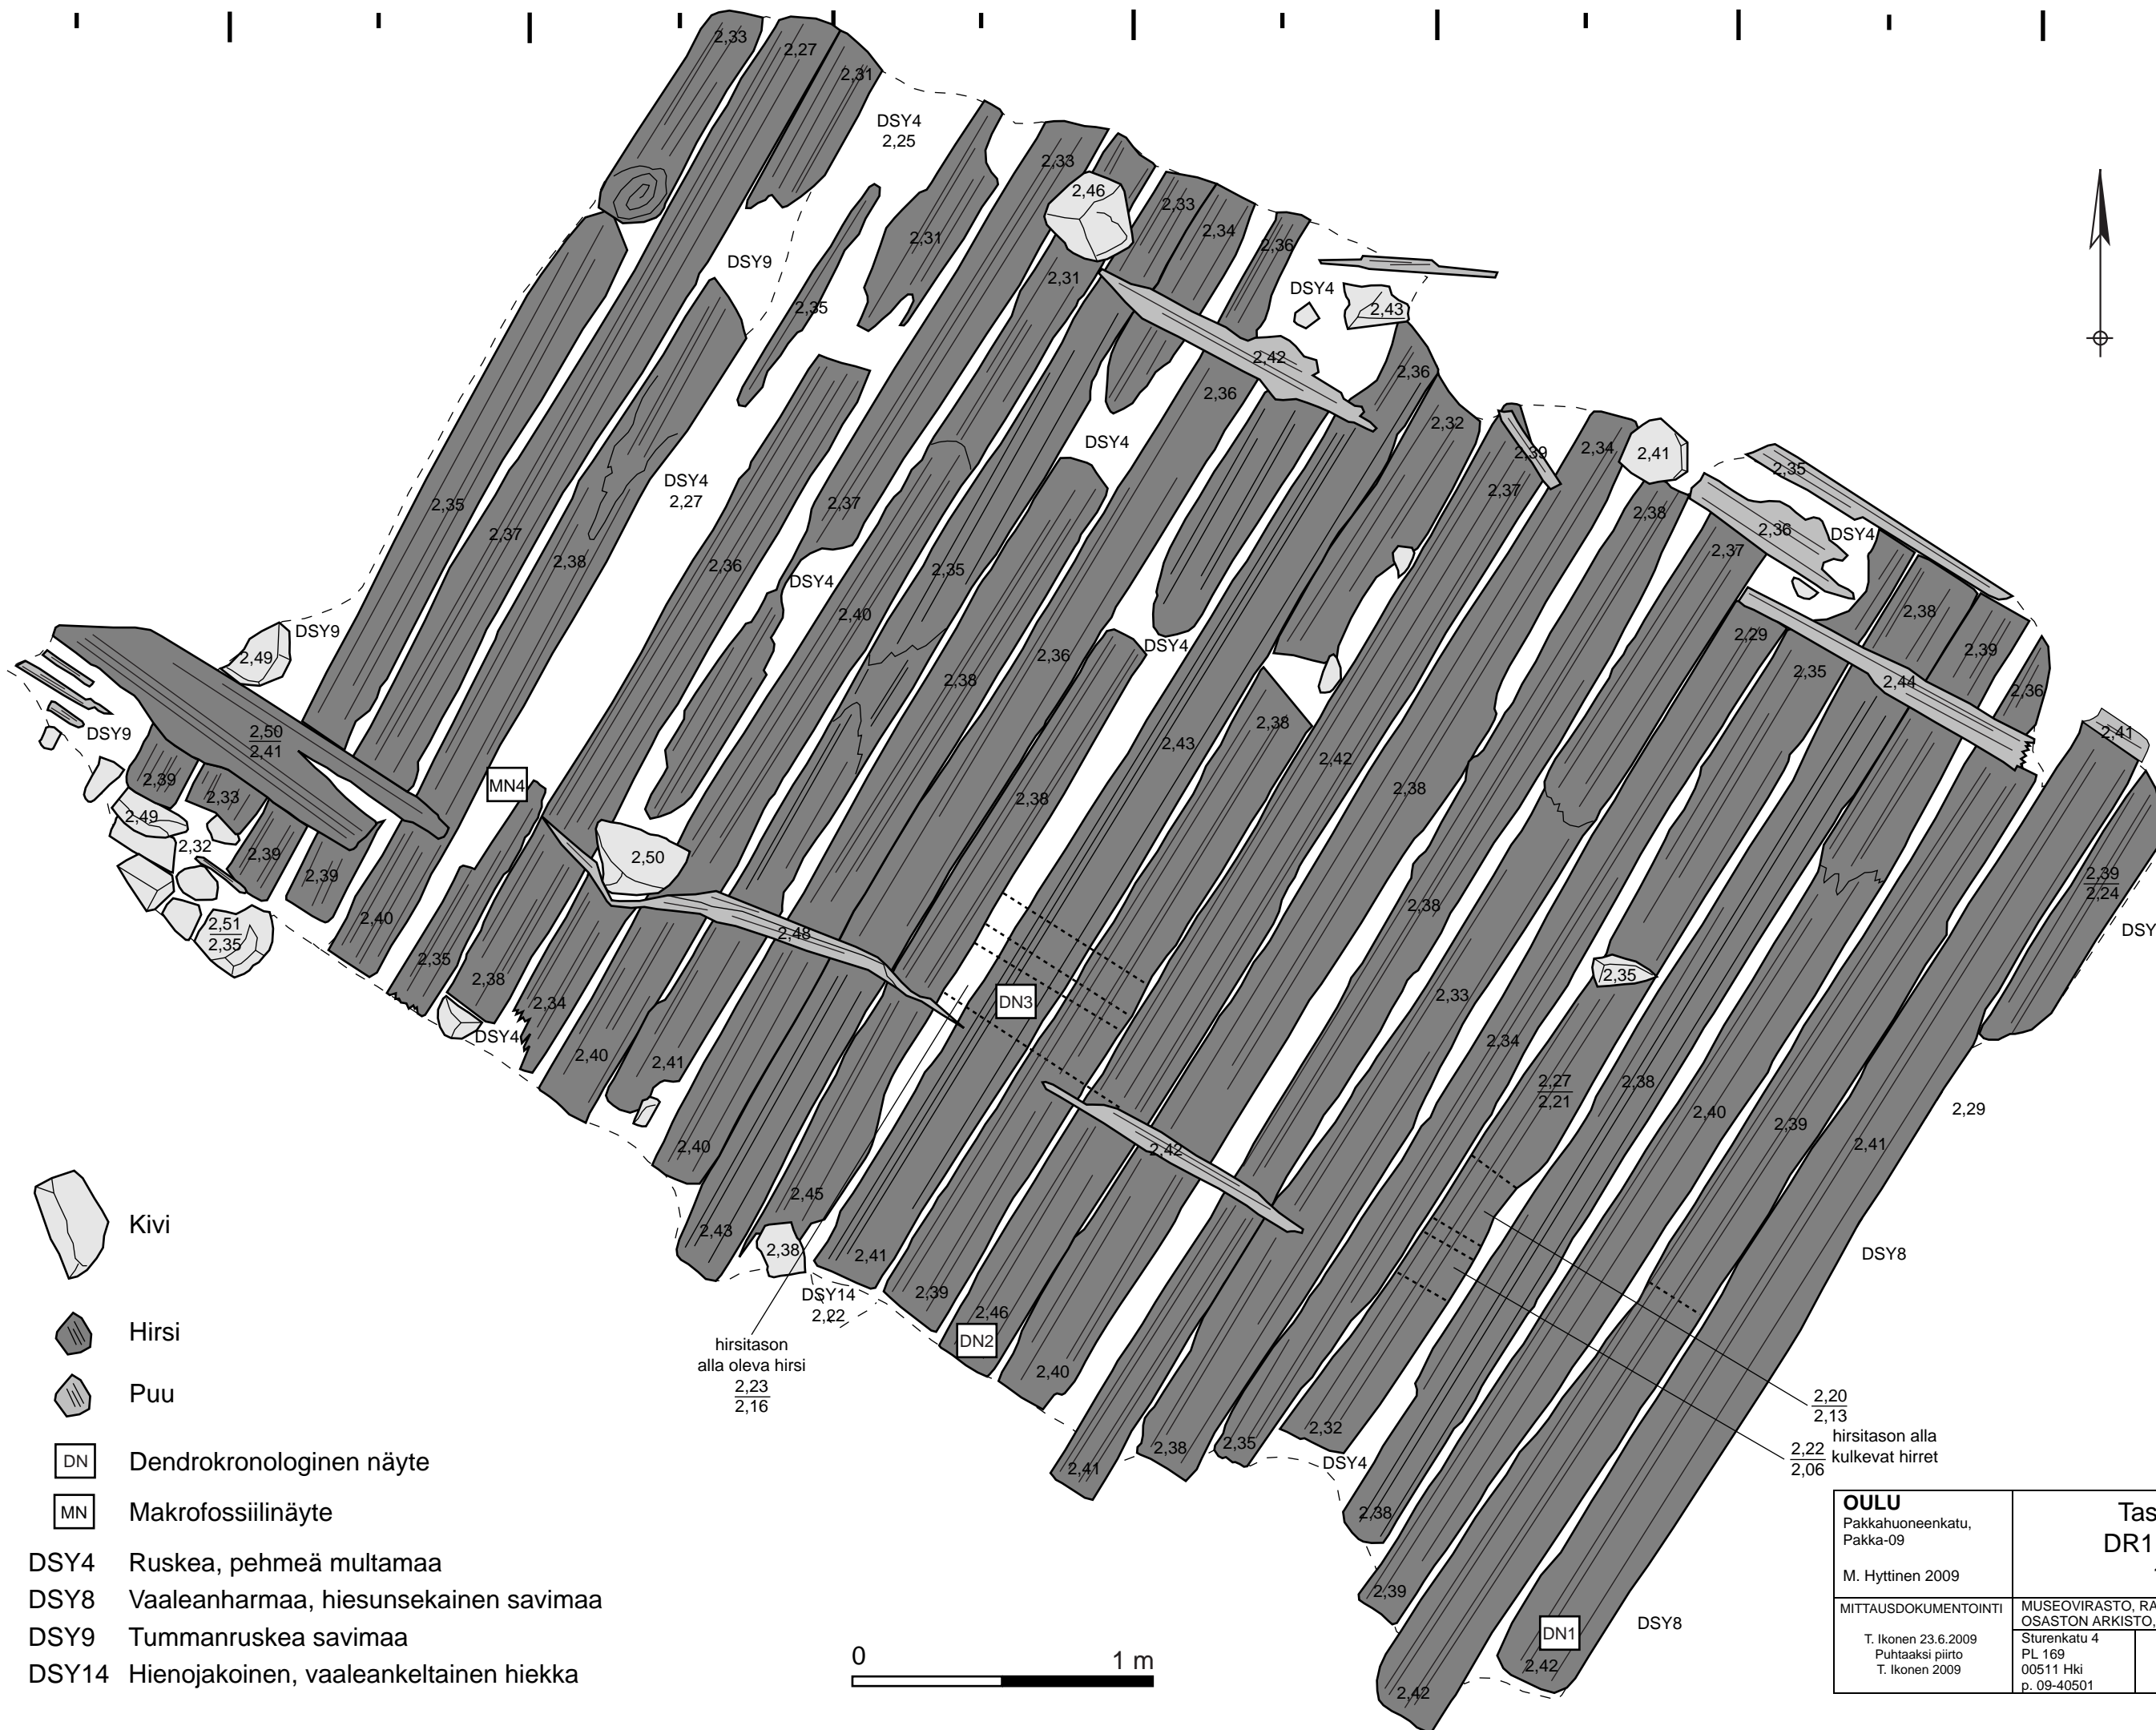 2,33
2,27
2,31
DSY4
2,25
2,33
2,46
2,33
2,34
2,36
2,31
2,31
DSY9
2,35
DSY4
2,43
2,42
2,36
2,36
2,32
DSY4
2,39
2,34
2,41
2,35
DSY4
2,27
2,37
2,37
2,38
2,36
DSY4
2,35
2,37
2,37
2,38
2,36
DSY4
2,35
2,40
2,38
2,29
2,39
DSY9
2,49
2,36
DSY4
2,35
2,38
2,44
2,36
2,50
2,41
DSY9
2,38
2,43
2,42
2,41
2,39
2,33
MN4
2,38
2,38
2,49
2,32
2,39
2,50
2,39
2,38
2,39
2,24
2,40
2,48
DSY
2,51
2,35
2,35
2,38
2,34
DN3
2,33
2,35
DSY4
2,40
2,41
2,34
2,27
2,21
2,38
2,40
2,39
2,41
2,29
2,40
2,42
2,45
2,43
2,38
2,41
DSY8
DSY14
2,22
2,39
2,46
DN2
2,40
hirsitason
alla oleva hirsi
2,23
2,16
2,41
2,38
2,35
2,32
DSY4
2,20
2,13
hirsitason alla
kulkevat hirret
2,22
2,06
2,38
2,39
DN1
2,42
2,42
DSY8
Kivi
Hirsi
Puu
DN Dendrokronologinen näyte
MN Makrofossiilinäyte
DSY4 Ruskea, pehmeä multamaa
DSY8 Vaaleanharmaa, hiesunsekainen savimaa
DSY9 Tummanruskea savimaa
DSY14 Hienojakoinen, vaaleankeltainen hiekka
0 1 m
OULU
Pakkahuoneenkatu,
Pakka-09
M. Hyttinen 2009
Tas
DR1
MITTAUSDOKUMENTOINTI
T. Ikonen 23.6.2009
Puhtaaksi piirto
T. Ikonen 2009
MUSEOVIRASTO, RA
OSASTON ARKISTO,
Sturenkatu 4
PL 169
00511 Hki
p. 09-40501